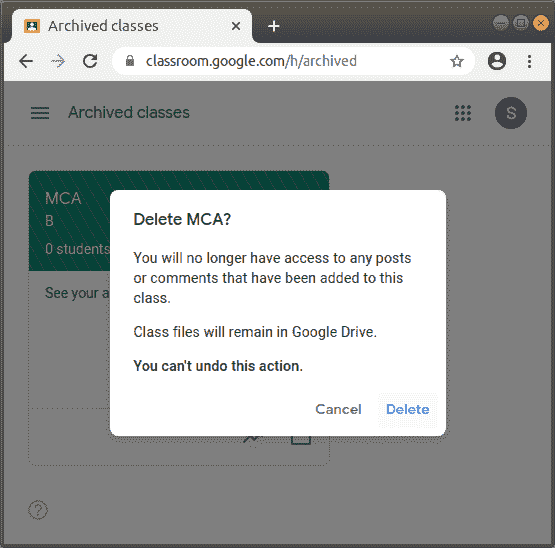 Archived classes
classroom.google.com/h/archived
Archived classes
S
MCA
B
0 students
See your a
Delete MCA?
You will no longer have access to any posts
or comments that have been added to this
class.
Class files will remain in Google Drive.
You can't undo this action.
Cancel Delete